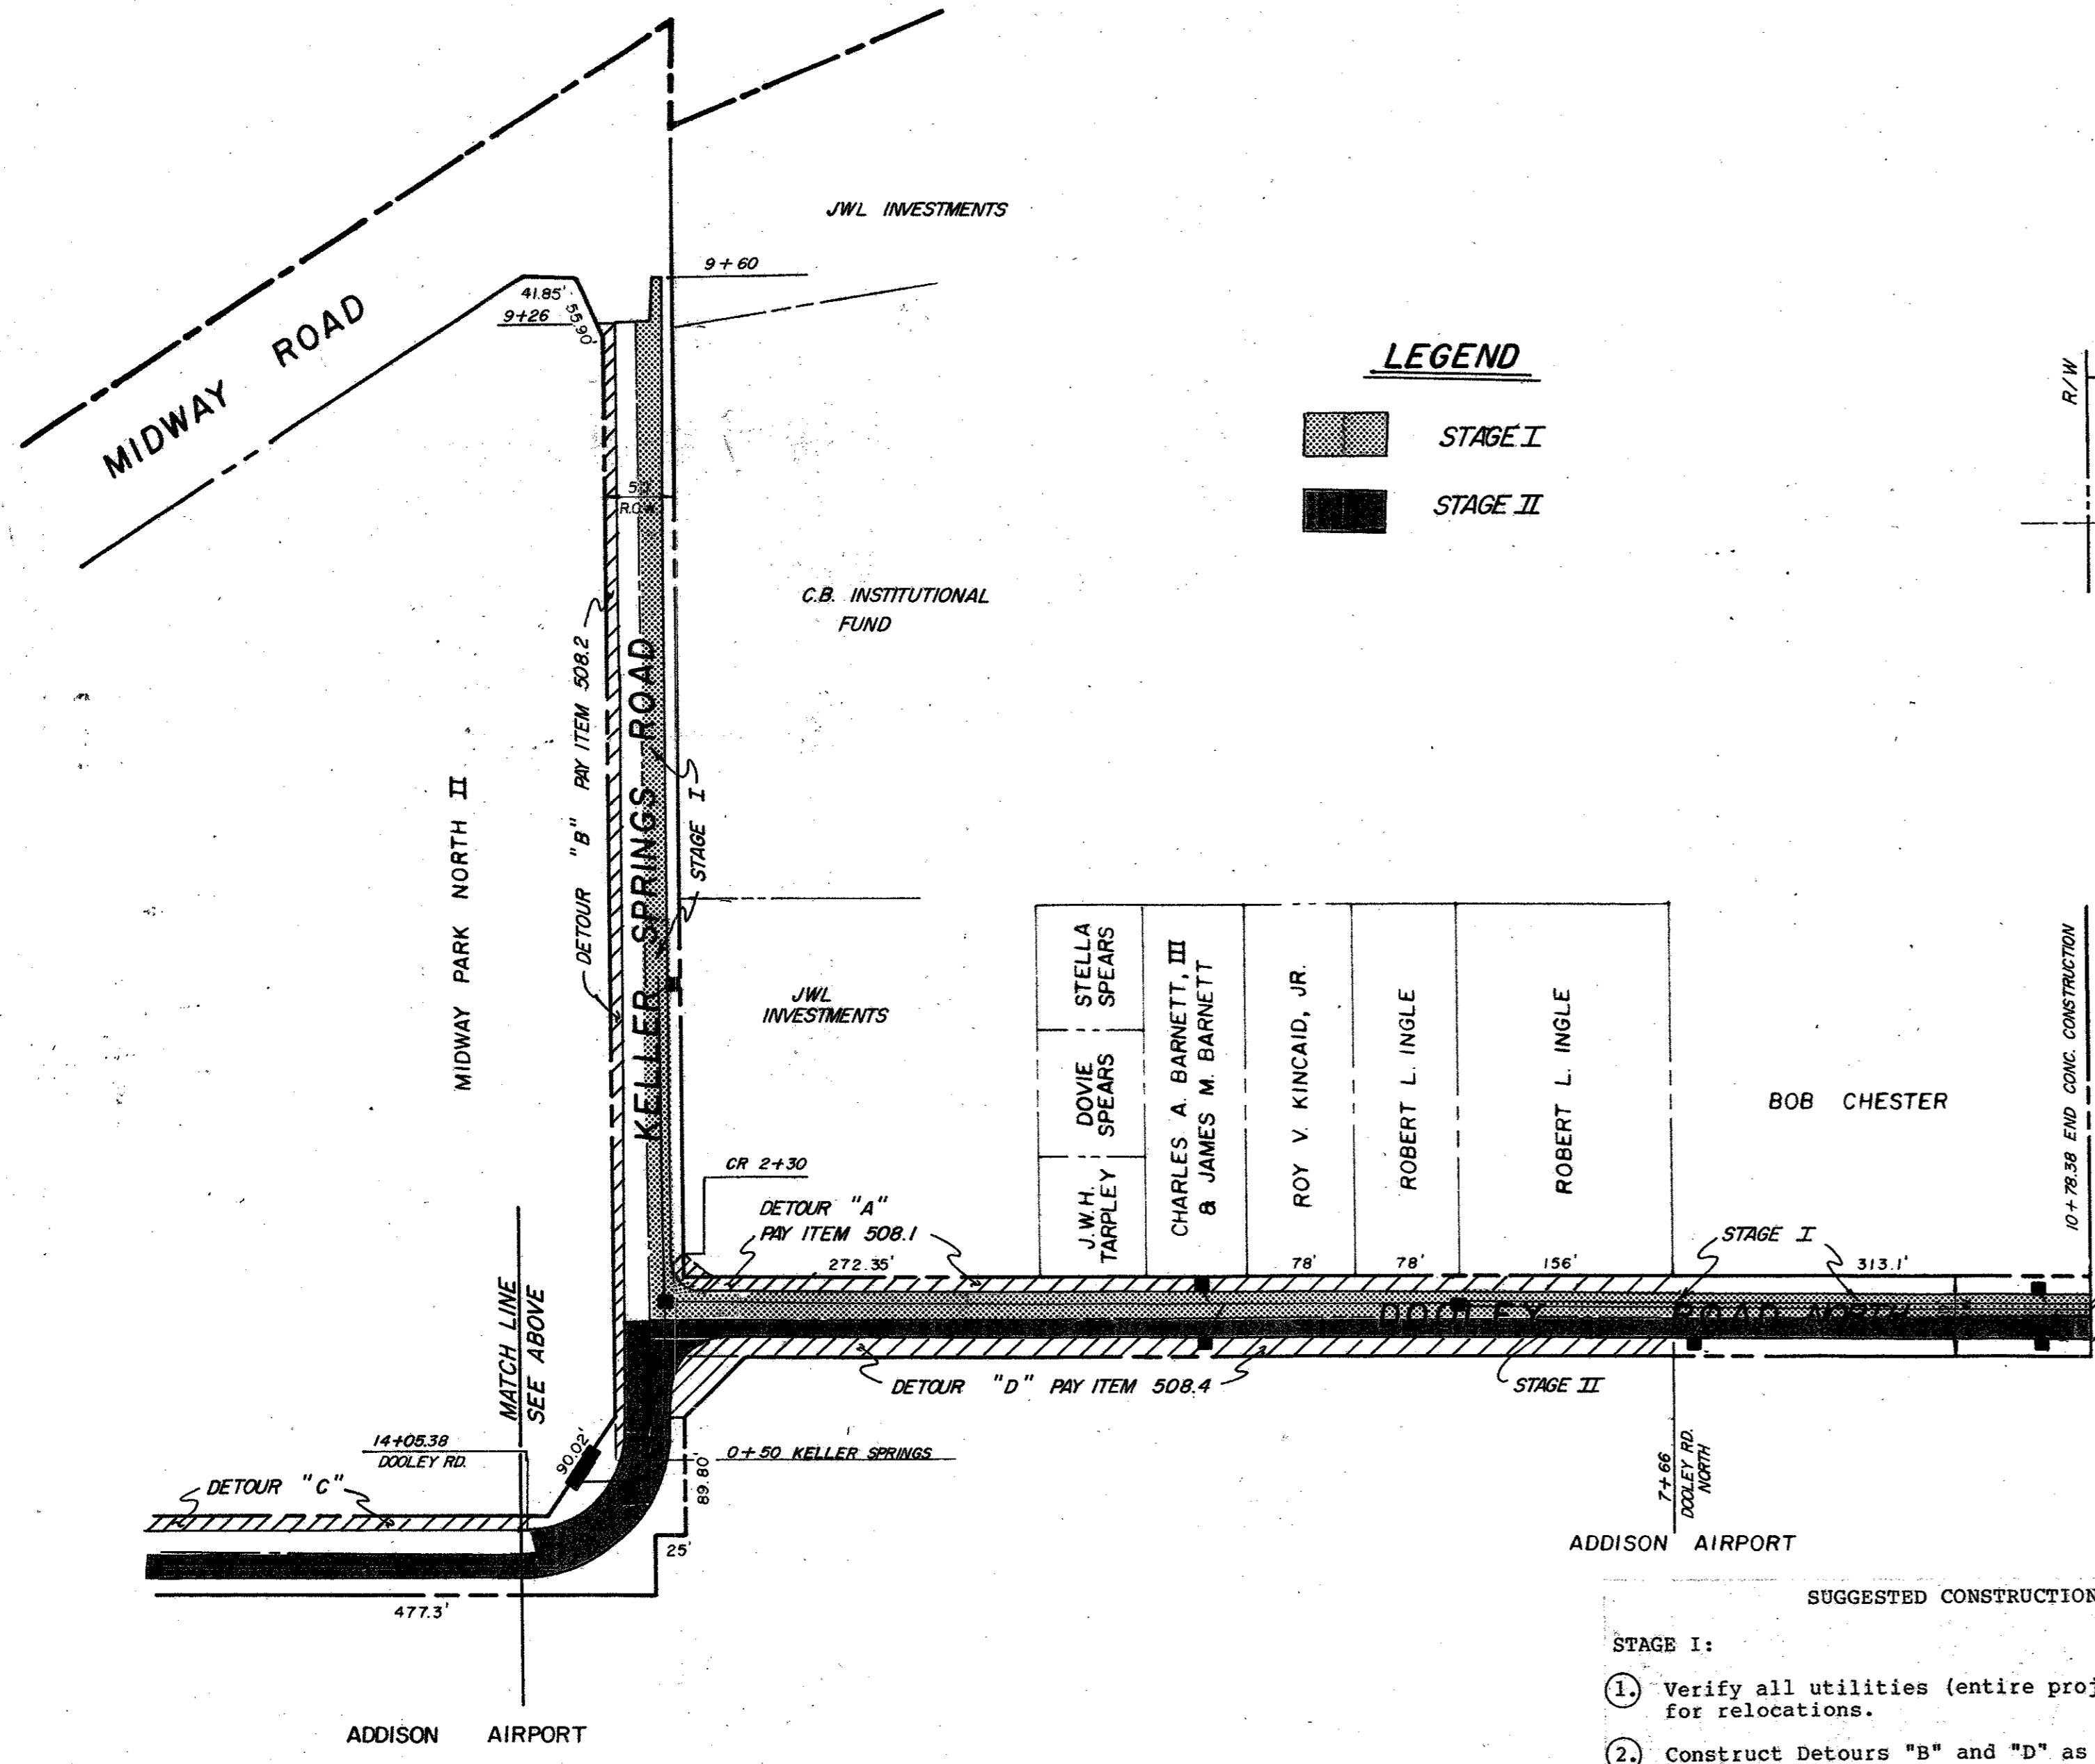 JWL INVESTMENTS
9+60
41.85'
55.90'
9+26
MIDWAY ROAD
LEGEND
STAGE I
STAGE II
R/W
R.O.W.
C.B. INSTITUTIONAL
FUND
DETOUR "B" PAY ITEM 508.2
KELLER SPRINGS ROAD
STAGE I
MIDWAY PARK NORTH II
JWL
INVESTMENTS
STELLA
SPEARS
DOVIE
SPEARS
J.W.H.
TARPLEY
CHARLES A. BARNETT, III
& JAMES M. BARNETT
ROY V. KINCAID, JR.
ROBERT L. INGLE
ROBERT L. INGLE
BOB CHESTER
10+78.38 END CONC. CONSTRUCTION
CR 2+30
DETOUR "A"
PAY ITEM 508.1
272.35'
78'
78'
156'
STAGE I
313.1'
DOOLEY ROAD NORTH
MATCH LINE
SEE ABOVE
DETOUR "D" PAY ITEM 508.4
STAGE II
14+05.38
DOOLEY RD.
90.02'
0+50 KELLER SPRINGS
89.80'
7+66
DOOLEY RD.
NORTH
DETOUR "C"
25'
477.3'
ADDISON AIRPORT
ADDISON AIRPORT
SUGGESTED CONSTRUCTION
STAGE I:
1. Verify all utilities (entire proj
for relocations.
2. Construct Detours "B" and "D" as